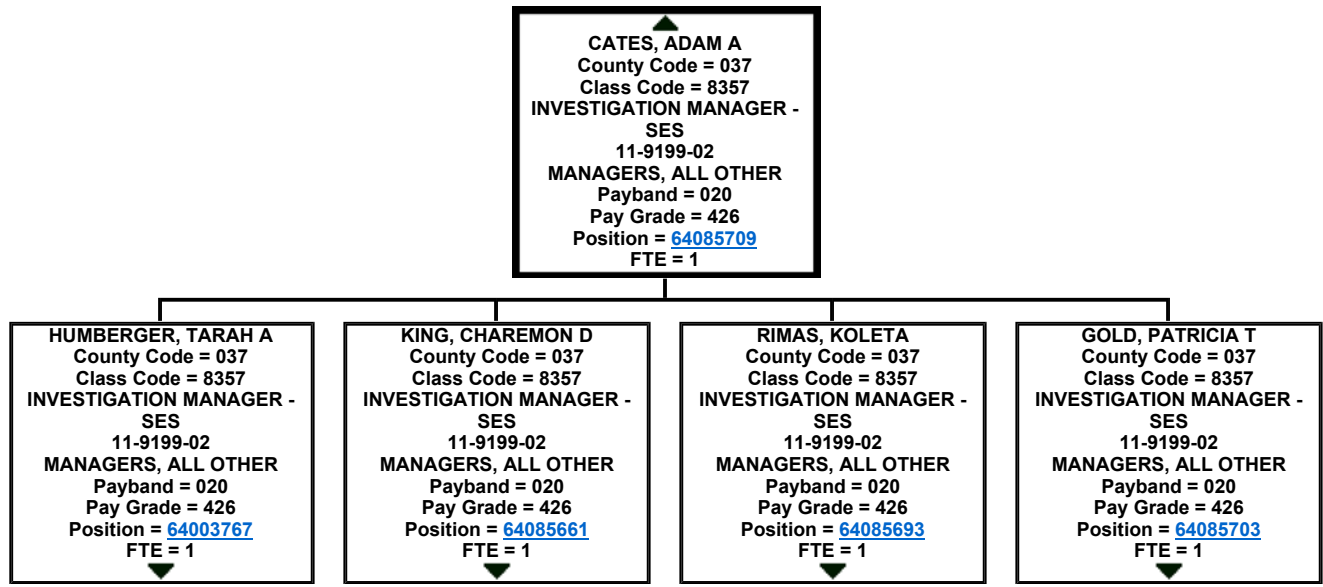 CATES, ADAM A
County Code = 037
Class Code = 8357
INVESTIGATION MANAGER -
SES
11-9199-02
MANAGERS, ALL OTHER
Payband = 020
Pay Grade = 426
Position = 64085709
FTE = 1
HUMBERGER, TARAH A
County Code = 037
Class Code = 8357
INVESTIGATION MANAGER -
SES
11-9199-02
MANAGERS, ALL OTHER
Payband = 020
Pay Grade = 426
Position = 64003767
FTE = 1
KING, CHAREMON D
County Code = 037
Class Code = 8357
INVESTIGATION MANAGER -
SES
11-9199-02
MANAGERS, ALL OTHER
Payband = 020
Pay Grade = 426
Position = 64085661
FTE = 1
RIMAS, KOLETA
County Code = 037
Class Code = 8357
INVESTIGATION MANAGER -
SES
11-9199-02
MANAGERS, ALL OTHER
Payband = 020
Pay Grade = 426
Position = 64085693
FTE = 1
GOLD, PATRICIA T
County Code = 037
Class Code = 8357
INVESTIGATION MANAGER -
SES
11-9199-02
MANAGERS, ALL OTHER
Payband = 020
Pay Grade = 426
Position = 64085703
FTE = 1